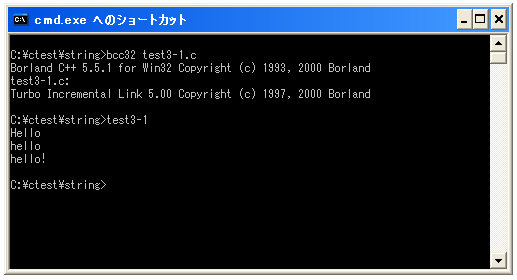 cmd.exe へのショートカット
C:¥ctest¥string>bcc32 test3-1.c
Borland C++ 5.5.1 for Win32 Copyright (c) 1993, 2000 Borland
test3-1.c:
Turbo Incremental Link 5.00 Copyright (c) 1997, 2000 Borland
C:¥ctest¥string>test3-1
Hello
hello
hello!
C:¥ctest¥string>